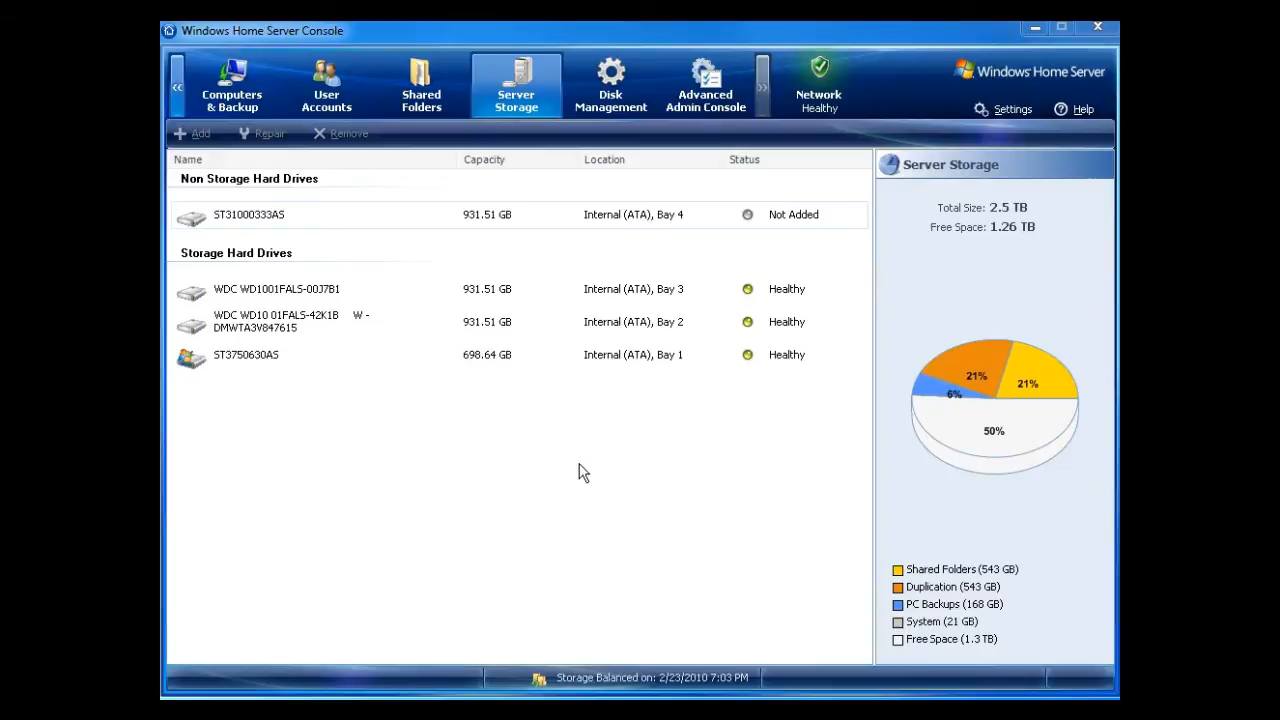 Windows Home Server Console
«
Computers
& Backup
User
Accounts
Shared
Folders
Server
Storage
Disk
Management
Advanced
Admin Console
»
Network
Healthy
Windows Home Server
Settings
Help
Add
Repair
Remove
Name Capacity Location Status
Non Storage Hard Drives
ST31000333AS 931.51 GB Internal (ATA), Bay 4 Not Added
Storage Hard Drives
WDC WD1001FALS-00J7B1 931.51 GB Internal (ATA), Bay 3 Healthy
WDC WD10 01FALS-42K1B W -
DMWTA3V847615 931.51 GB Internal (ATA), Bay 2 Healthy
ST3750630AS 698.64 GB Internal (ATA), Bay 1 Healthy
Server Storage
Total Size: 2.5 TB
Free Space: 1.26 TB
21%
21%
6%
50%
Shared Folders (543 GB)
Duplication (543 GB)
PC Backups (168 GB)
System (21 GB)
Free Space (1.3 TB)
Storage Balanced on: 2/23/2010 7:03 PM